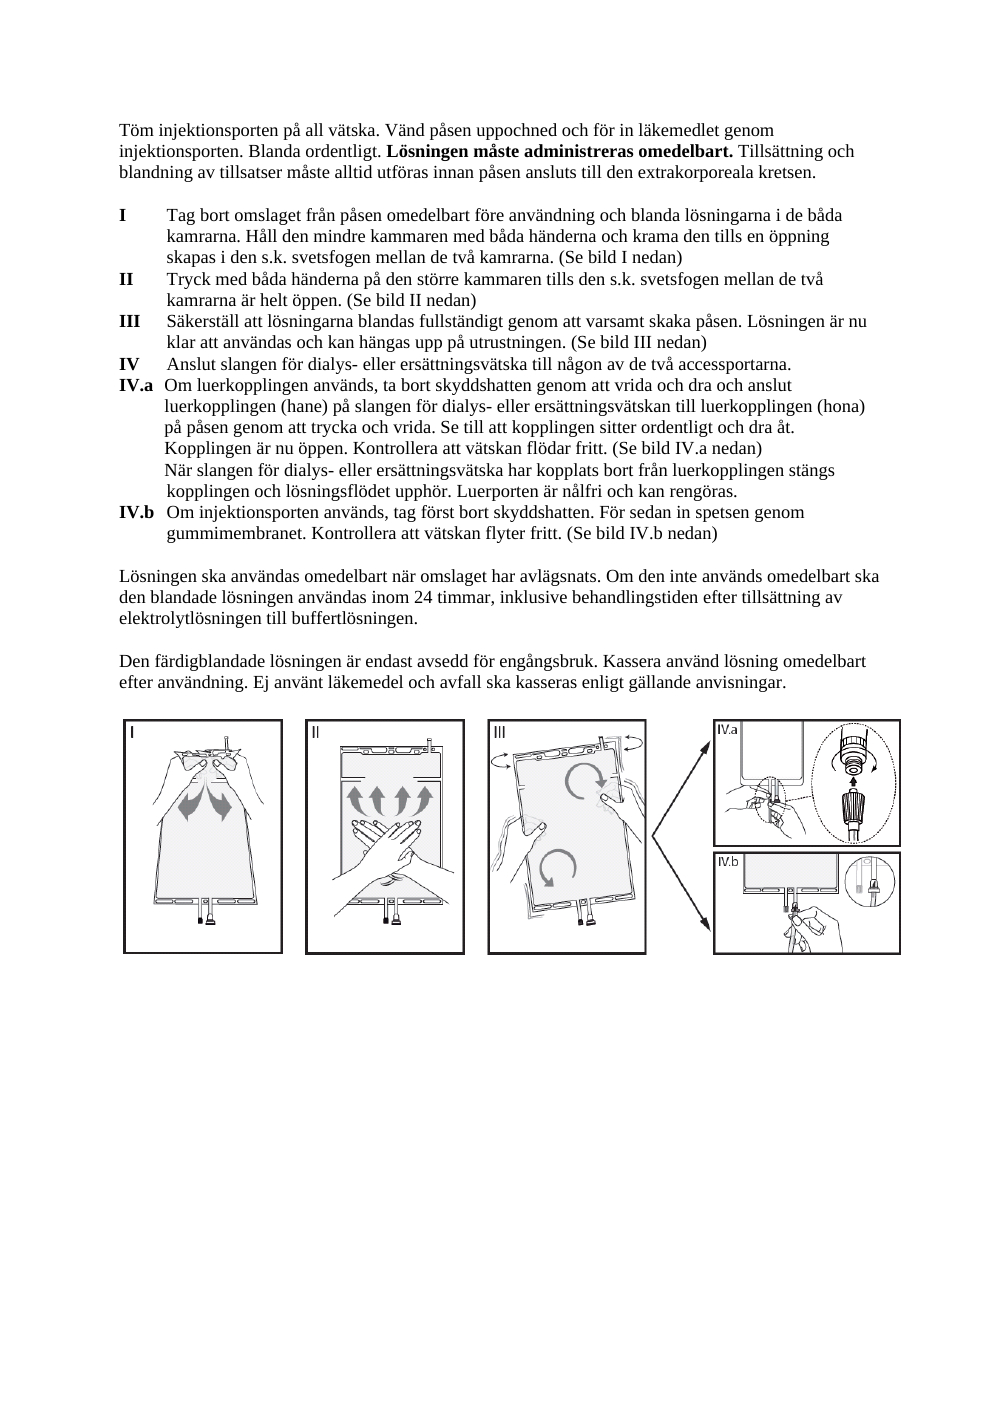 Töm injektionsporten på all vätska. Vänd påsen uppochned och för in läkemedlet genom
injektionsporten. Blanda ordentligt. Lösningen måste administreras omedelbart. Tillsättning och
blandning av tillsatser måste alltid utföras innan påsen ansluts till den extrakorporeala kretsen.
I Tag bort omslaget från påsen omedelbart före användning och blanda lösningarna i de båda
kamrarna. Håll den mindre kammaren med båda händerna och krama den tills en öppning
skapas i den s.k. svetsfogen mellan de två kamrarna. (Se bild I nedan)
II Tryck med båda händerna på den större kammaren tills den s.k. svetsfogen mellan de två
kamrarna är helt öppen. (Se bild II nedan)
III Säkerställ att lösningarna blandas fullständigt genom att varsamt skaka påsen. Lösningen är nu
klar att användas och kan hängas upp på utrustningen. (Se bild III nedan)
IV Anslut slangen för dialys- eller ersättningsvätska till någon av de två accessportarna.
IV.a Om luerkopplingen används, ta bort skyddshatten genom att vrida och dra och anslut
luerkopplingen (hane) på slangen för dialys- eller ersättningsvätskan till luerkopplingen (hona)
på påsen genom att trycka och vrida. Se till att kopplingen sitter ordentligt och dra åt.
Kopplingen är nu öppen. Kontrollera att vätskan flödar fritt. (Se bild IV.a nedan)
När slangen för dialys- eller ersättningsvätska har kopplats bort från luerkopplingen stängs
kopplingen och lösningsflödet upphör. Luerporten är nålfri och kan rengöras.
IV.b Om injektionsporten används, tag först bort skyddshatten. För sedan in spetsen genom
gummimembranet. Kontrollera att vätskan flyter fritt. (Se bild IV.b nedan)
Lösningen ska användas omedelbart när omslaget har avlägsnats. Om den inte används omedelbart ska
den blandade lösningen användas inom 24 timmar, inklusive behandlingstiden efter tillsättning av
elektrolytlösningen till buffertlösningen.
Den färdigblandade lösningen är endast avsedd för engångsbruk. Kassera använd lösning omedelbart
efter användning. Ej använt läkemedel och avfall ska kasseras enligt gällande anvisningar.
I
II
III
IV.a
IV.b